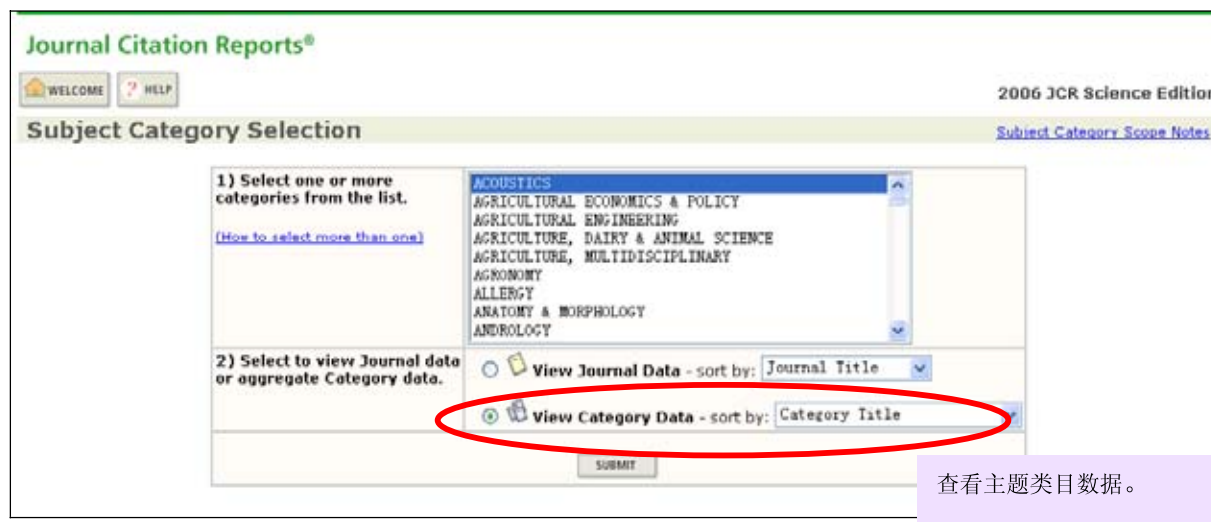 Journal Citation Reports®
WELCOME ? HELP
2006 JCR Science Edition
Subject Category Selection
Subject Category Scope Notes
1) Select one or more
categories from the list.
(How to select more than one)
ACOUSTICS
AGRICULTURAL ECONOMICS & POLICY
AGRICULTURAL ENGINEERING
AGRICULTURE, DAIRY & ANIMAL SCIENCE
AGRICULTURE, MULTIDISCIPLINARY
AGRONOMY
ALLERGY
ANATOMY & MORPHOLOGY
ANDROLOGY
2) Select to view Journal data
or aggregate Category data.
View Journal Data - sort by: Journal Title
View Category Data - sort by: Category Title
SUBMIT
查看主题类目数据。